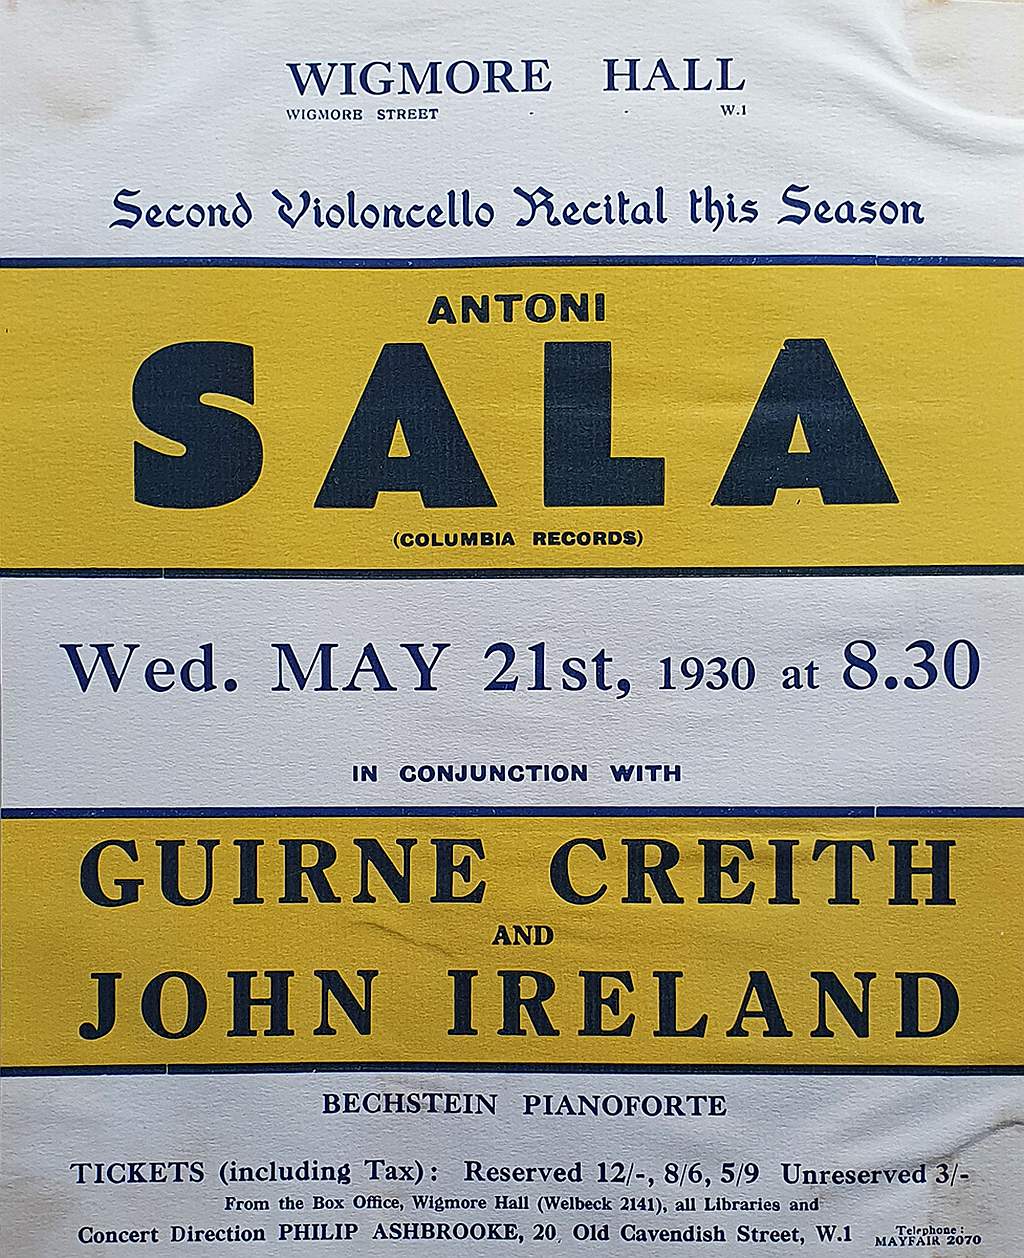 WIGMORE HALL
WIGMORE STREET - - W.1
Second Violoncello Recital this Season
ANTONI
SALA
(COLUMBIA RECORDS)
Wed. MAY 21st, 1930 at 8.30
IN CONJUNCTION WITH
GUIRNE CREITH
AND
JOHN IRELAND
BECHSTEIN PIANOFORTE
TICKETS (including Tax): Reserved 12/-, 8/6, 5/9 Unreserved 3/-
From the Box Office, Wigmore Hall (Welbeck 2141), all Libraries and
Concert Direction PHILIP ASHBROOKE, 20, Old Cavendish Street, W.1 Telephone: MAYFAIR 2070